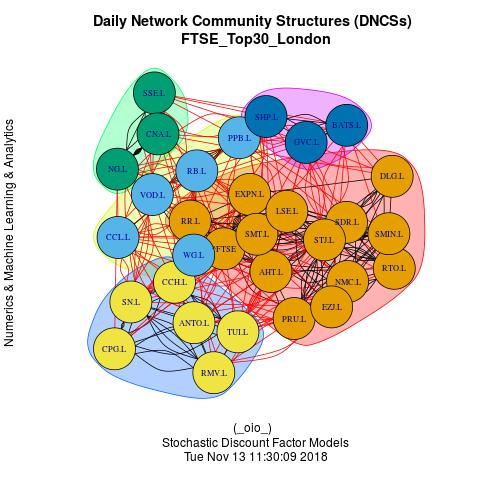 Daily Network Community Structures (DNCSs)
FTSE_Top30_London
Numerics & Machine Learning & Analytics
SSE.L
CNA.L
NG.L
SHP.L
BATS.L
PPB.L
GVC.L
RB.L
DLG.L
VOD.L
EXPN.L
LSE.L
RR.L
SDR.L
CCL.L
SMT.L
STJ.L
SMIN.L
FTSE
WG.L
AHT.L
RTO.L
CCH.L
NMC.L
SN.L
EZJ.L
ANTO.L
PRU.L
TUI.L
CPG.L
RMV.L
(_oio_)
Stochastic Discount Factor Models
Tue Nov 13 11:30:09 2018